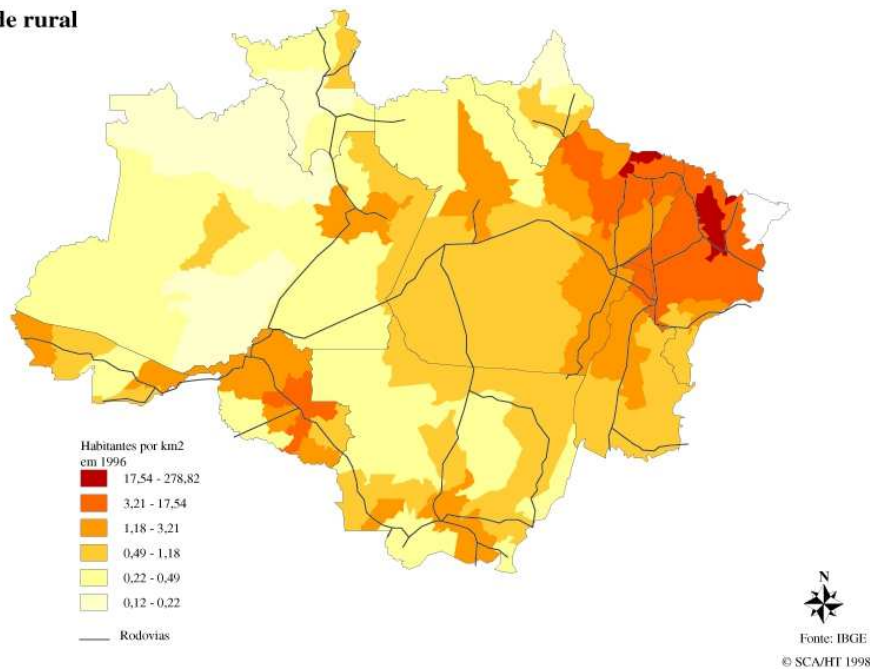 de rural
Habitantes por km2
em 1996
17,54 - 278,82
3,21 - 17,54
1,18 - 3,21
0,49 - 1,18
0,22 - 0,49
0,12 - 0,22
Rodovias
N
Fonte: IBGE
© SCA/HT 1998